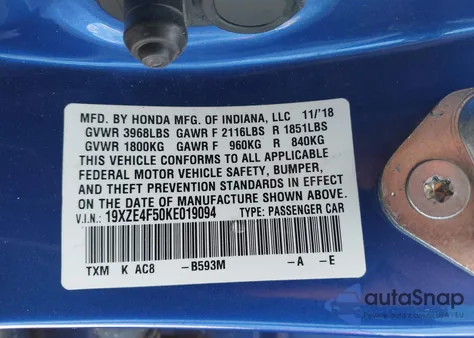 MFD. BY HONDA MFG. OF INDIANA, LLC 11/'18
GVWR 3968LBS GAWR F 2116LBS R 1851LBS
GVWR 1800KG GAWR F 960KG R 840KG
THIS VEHICLE CONFORMS TO ALL APPLICABLE
FEDERAL MOTOR VEHICLE SAFETY, BUMPER,
AND THEFT PREVENTION STANDARDS IN EFFECT
ON THE DATE OF MANUFACTURE SHOWN ABOVE.
V.I.N.: 19XZE4F50KE019094 TYPE: PASSENGER CAR
TXM K AC8 -B593M -A -E
autoSnap